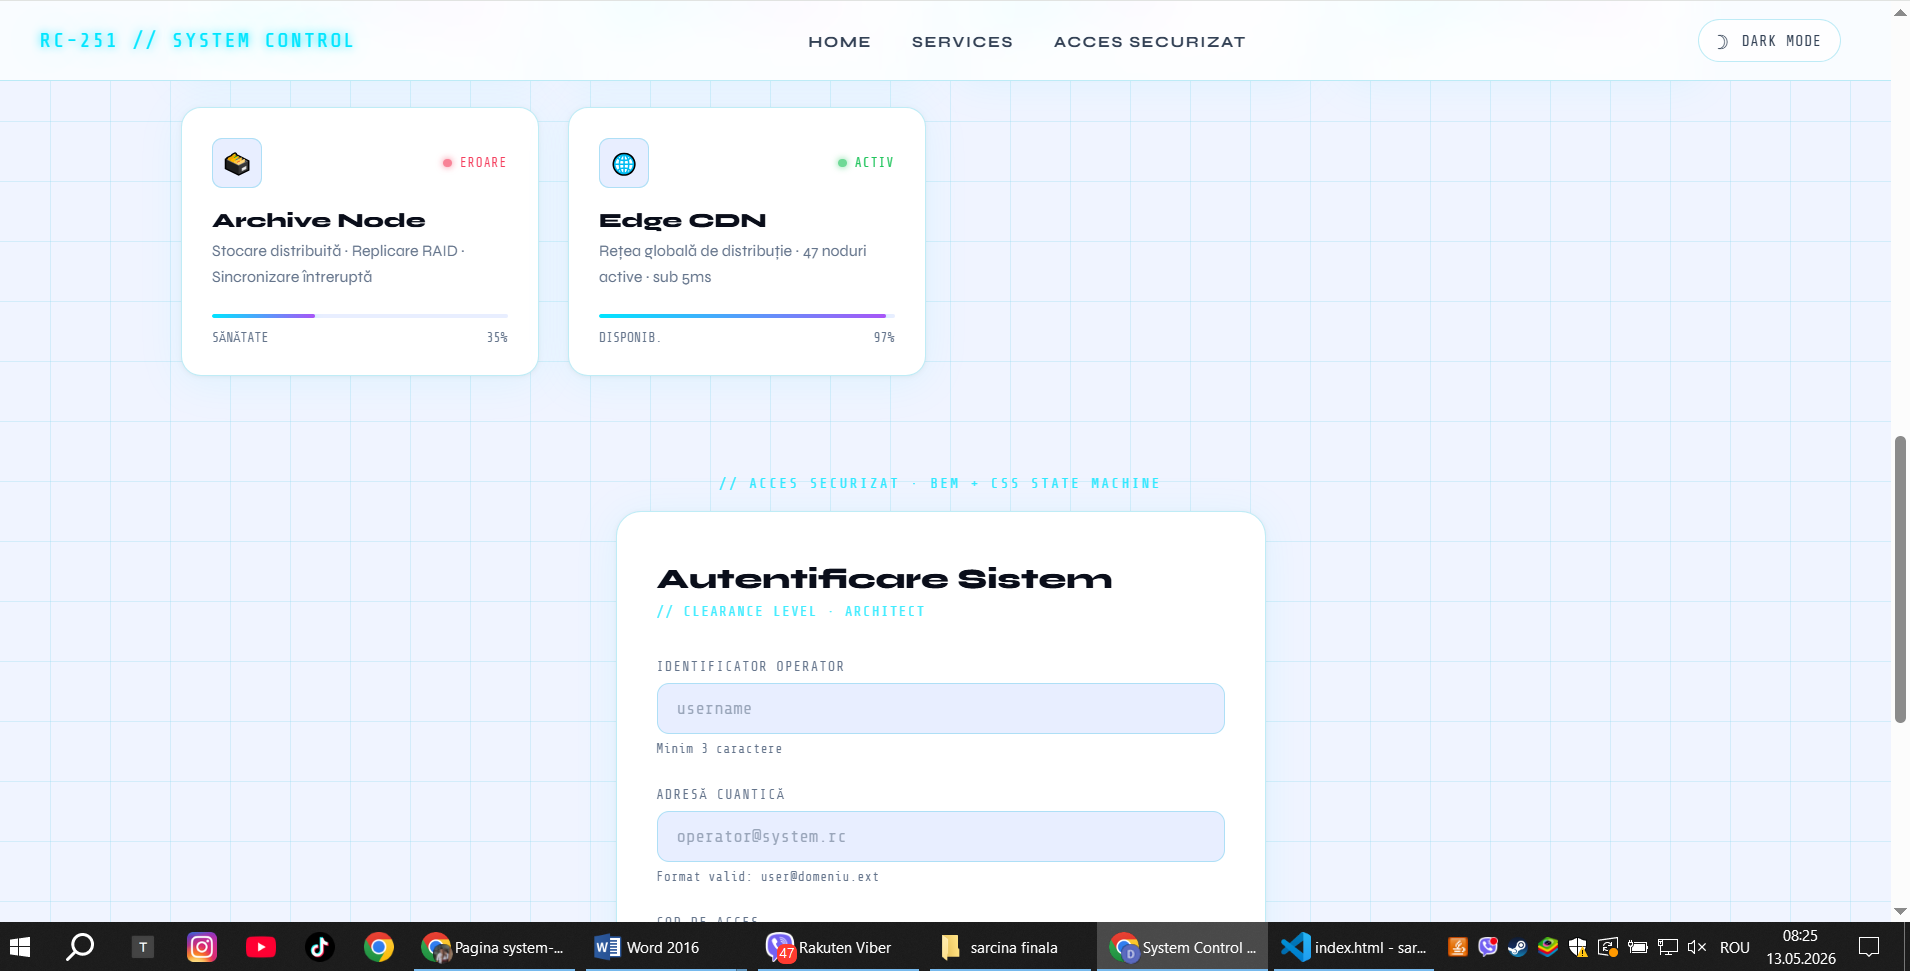 RC-251 // SYSTEM CONTROL
HOME
SERVICES
ACCES SECURIZAT
DARK MODE
EROARE
Archive Node
Stocare distribuită · Replicare RAID ·
Sincronizare întreruptă
SĂNĂTATE
35%
ACTIV
Edge CDN
Rețea globală de distribuție · 47 noduri
active · sub 5ms
DISPONIB.
97%
// ACCES SECURIZAT · BEM + CSS STATE MACHINE
Autentificare Sistem
// CLEARANCE LEVEL · ARCHITECT
IDENTIFICATOR OPERATOR
username
Minim 3 caractere
ADRESĂ CUANTICĂ
operator@system.rc
Format valid: user@domeniu.ext
COD DE ACCES
T
Pagina system-...
Word 2016
47
Rakuten Viber
sarcina finala
D
System Control ...
index.html - sar...
ROU
08:25
13.05.2026